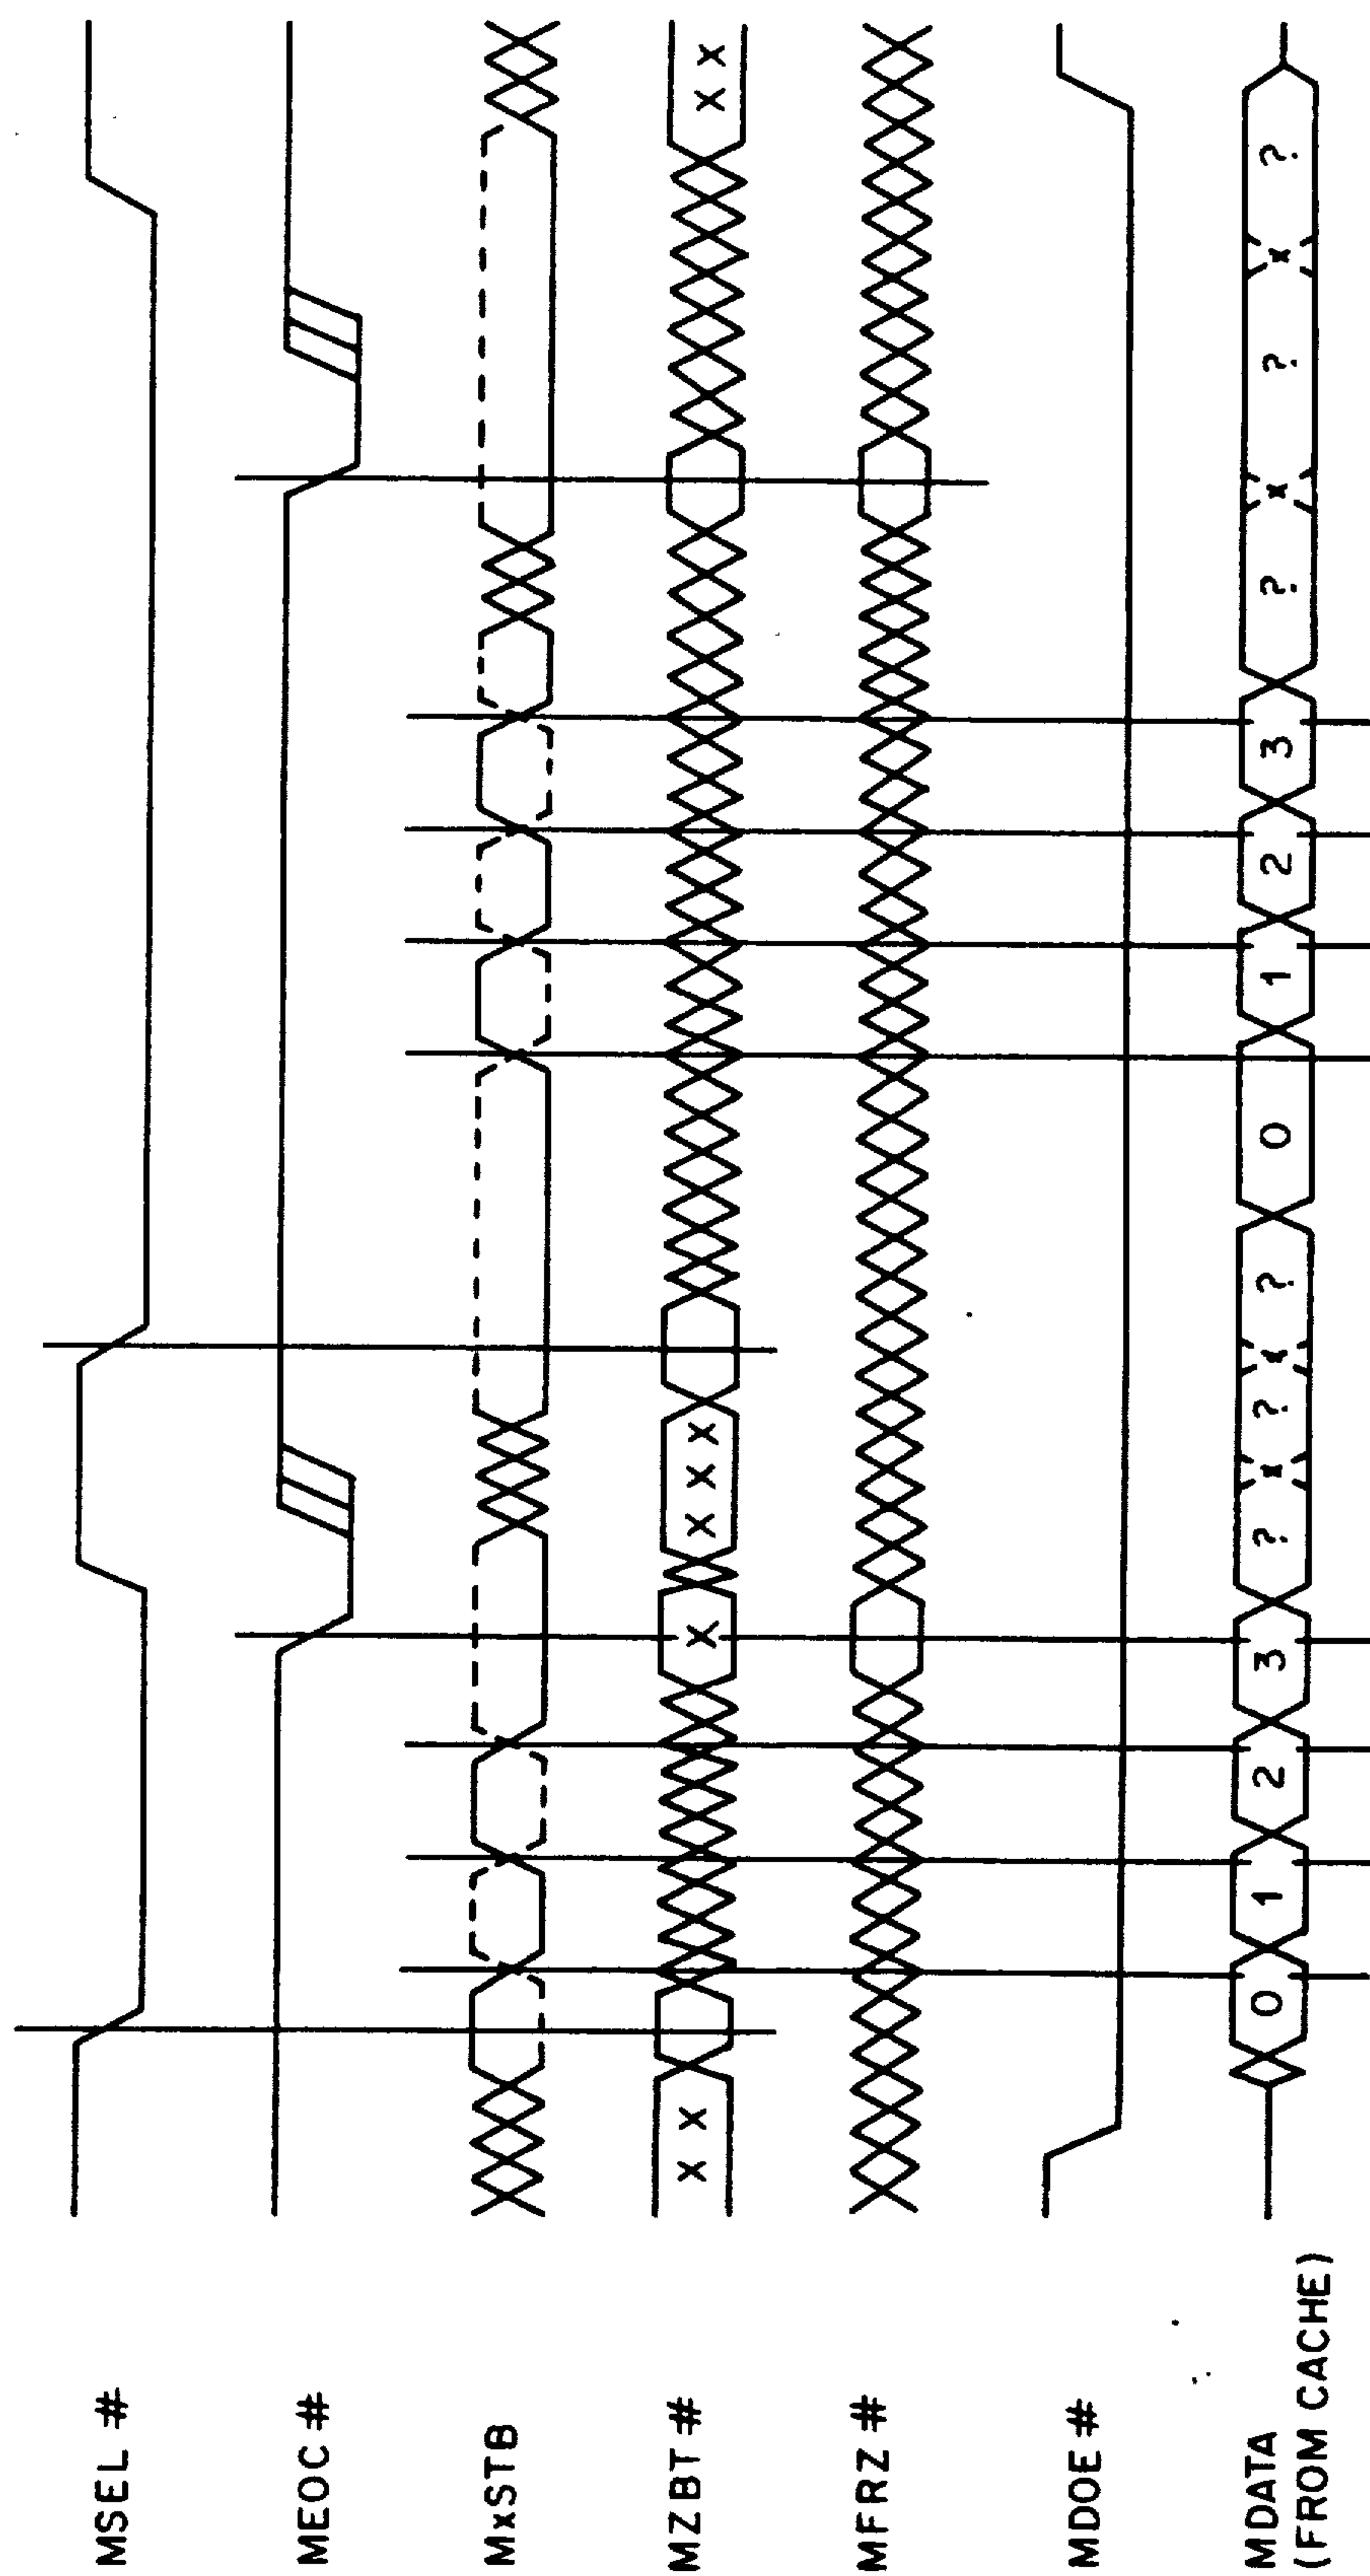 MSEL #
MEOC #
MxSTB
MZBT # X X X X X X X X
MFRZ #
MDOE #
MDATA 0 1 2 3 ? x ? x ? 0 1 2 3 ? x ? x ?
(FROM CACHE)